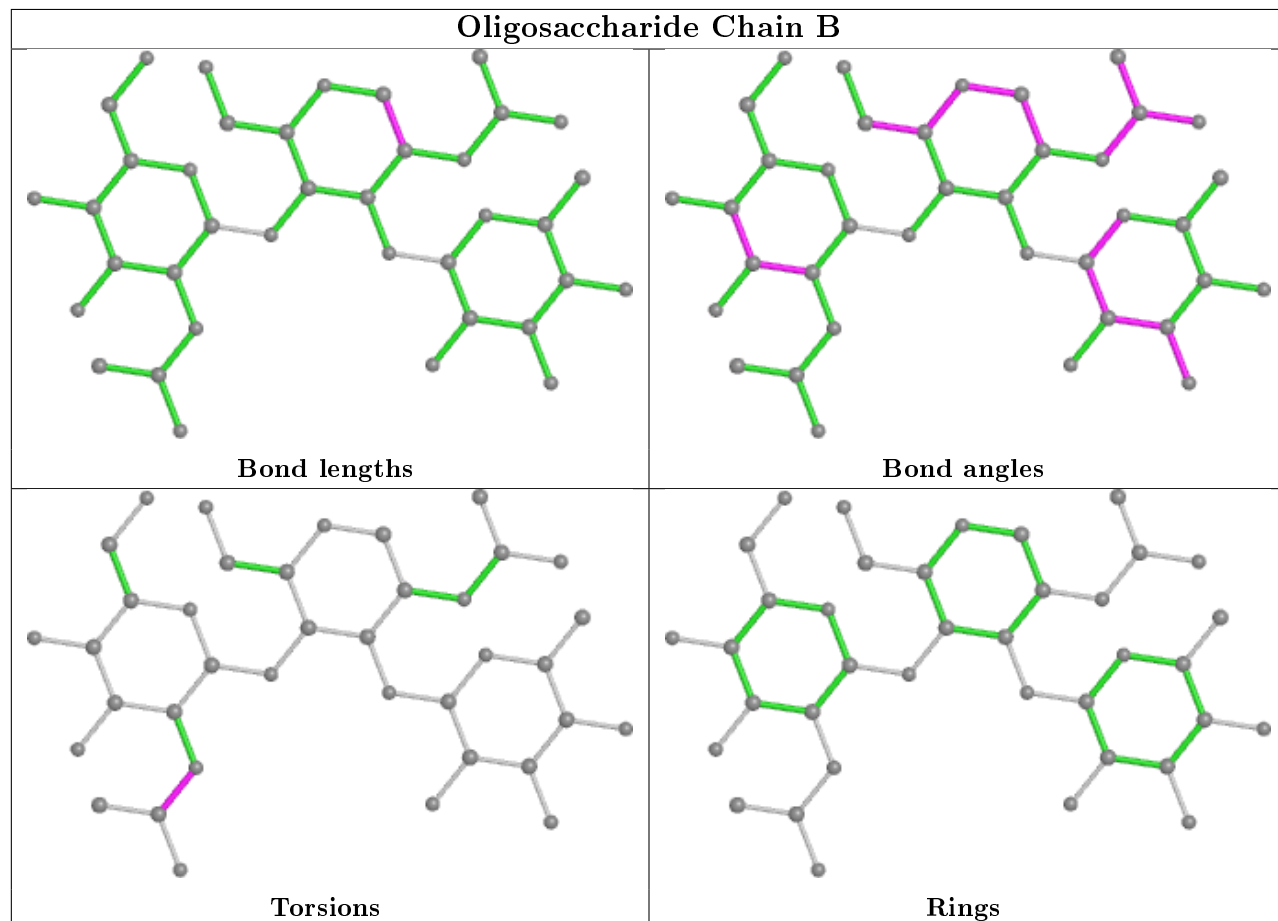 Oligosaccharide Chain B
Bond lengths
Bond angles
Torsions
Rings